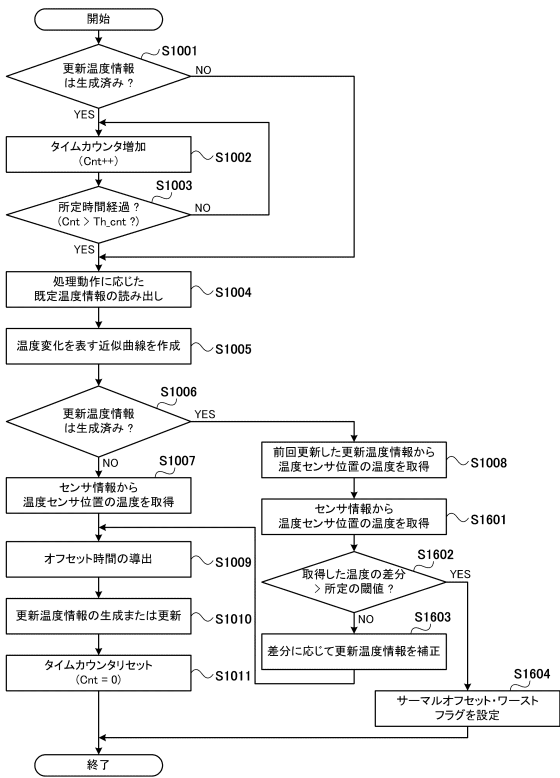 開始
S1001
更新温度情報
は生成済み？
NO
YES
タイムカウンタ増加
(Cnt++)
S1002
S1003
所定時間経過？
(Cnt > Th_cnt ?)
NO
YES
処理動作に応じた
既定温度情報の読み出し
S1004
温度変化を表す近似曲線を作成
S1005
S1006
更新温度情報
は生成済み？
YES
NO
S1007
センサ情報から
温度センサ位置の温度を取得
前回更新した更新温度情報から
温度センサ位置の温度を取得
S1008
センサ情報から
温度センサ位置の温度を取得
S1601
オフセット時間の導出
S1009
S1602
取得した温度の差分
> 所定の閾値？
YES
NO
更新温度情報の生成または更新
S1010
S1603
差分に応じて更新温度情報を補正
タイムカウンタリセット
(Cnt = 0)
S1011
S1604
サーマルオフセット・ワースト
フラグを設定
終了